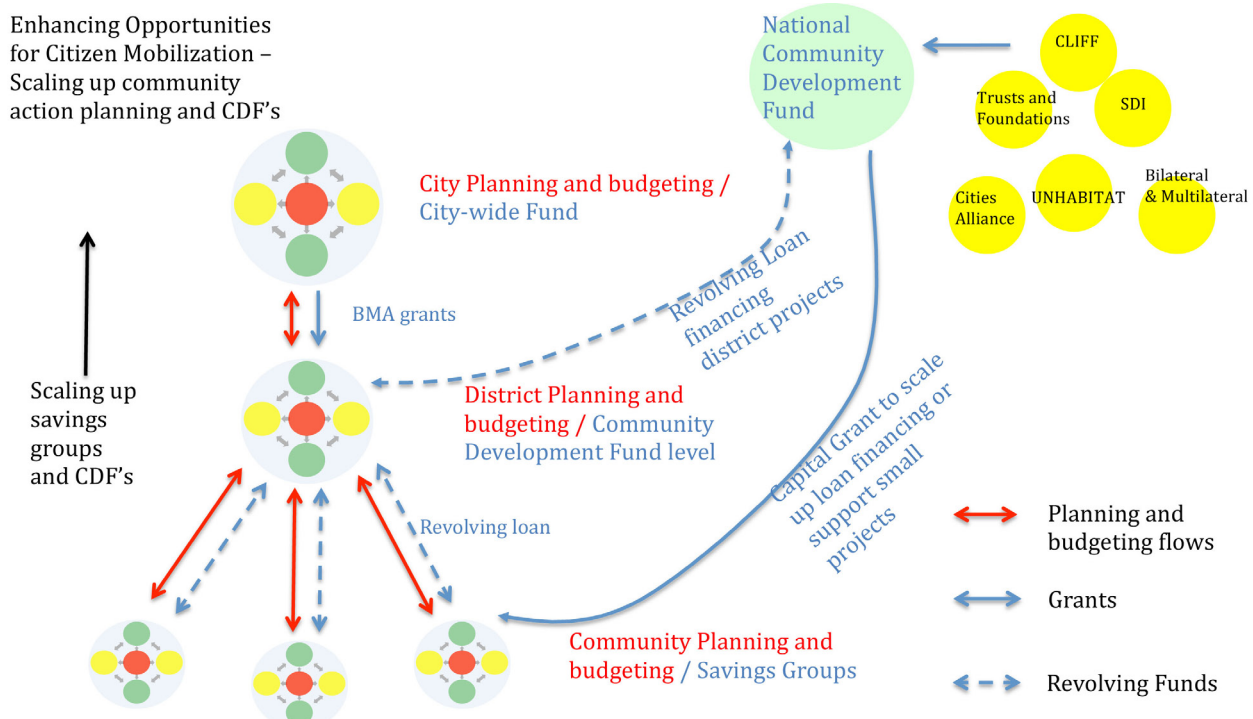 Enhancing Opportunities
for Citizen Mobilization –
Scaling up community
action planning and CDF's
National
Community
Development
Fund
CLIFF
Trusts and
Foundations
SDI
Cities
Alliance
UNHABITAT
Bilateral
& Multilateral
City Planning and budgeting /
City-wide Fund
BMA grants
Revolving Loan
financing
district projects
Scaling up
savings
groups
and CDF's
District Planning and
budgeting / Community
Development Fund level
Capital Grant to scale
up loan financing or
support small
projects
Revolving loan
Community Planning and
budgeting / Savings Groups
Planning and
budgeting flows
Grants
Revolving Funds